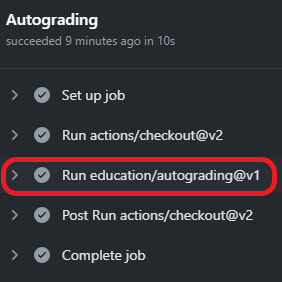 Autograding
succeeded 9 minutes ago in 10s
Set up job
Run actions/checkout@v2
Run education/autograding@v1
Post Run actions/checkout@v2
Complete job